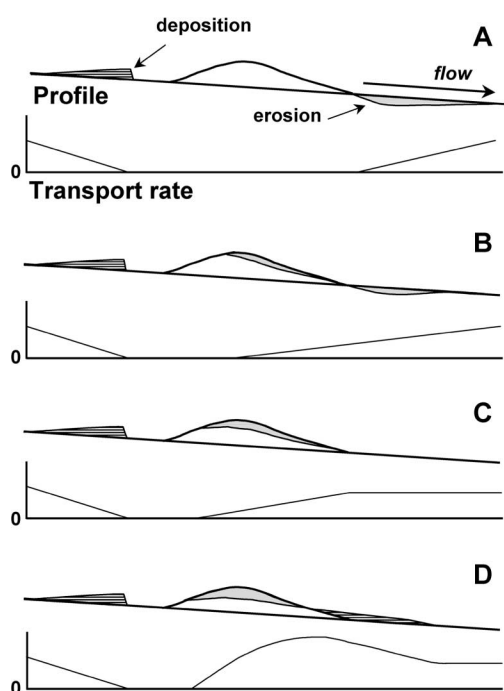 deposition
A
flow
Profile
erosion
0
Transport rate
B
0
C
0
D
0